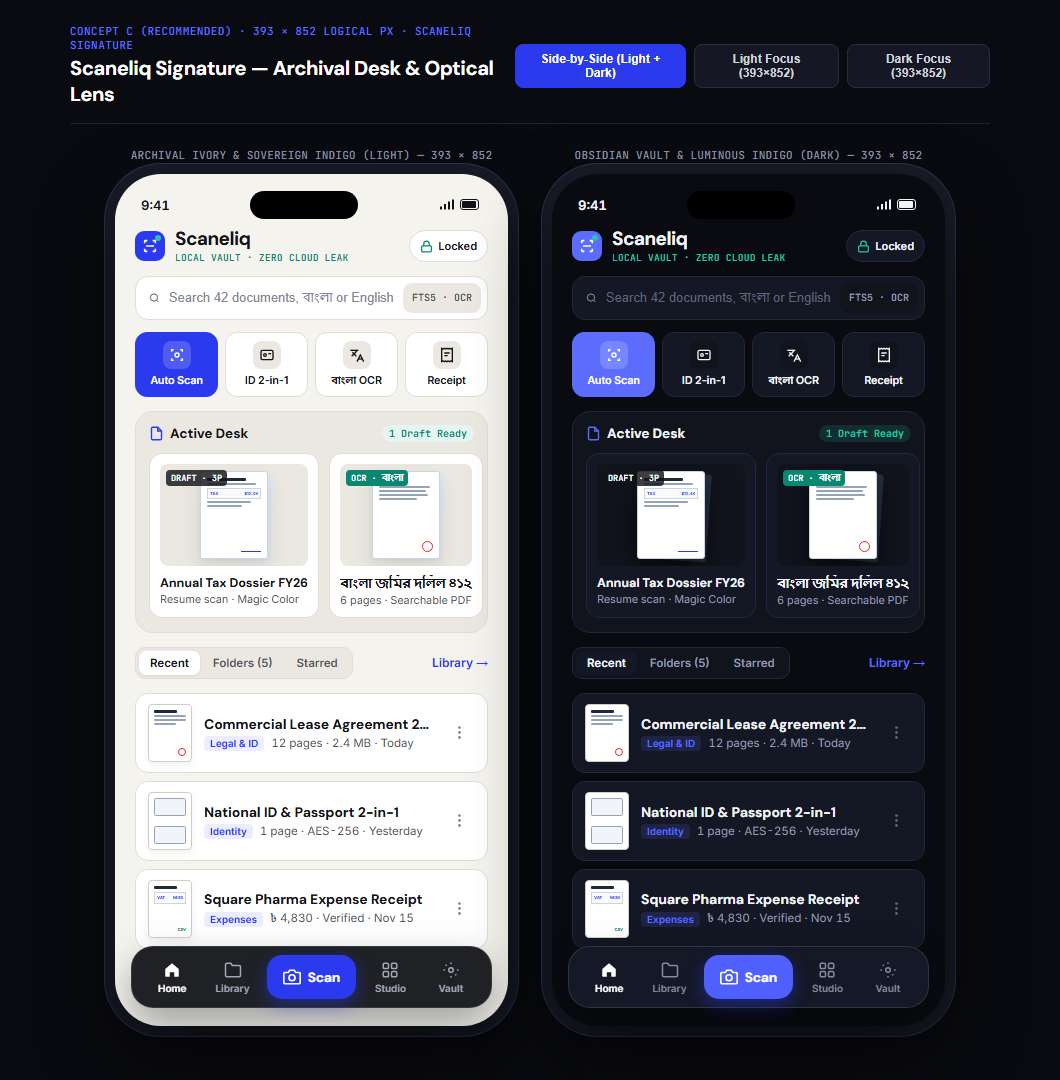 CONCEPT C (RECOMMENDED) · 393 × 852 LOGICAL PX · SCANELIQ
SIGNATURE
Scaneliq Signature — Archival Desk & Optical
Lens
Side-by-Side (Light +
Dark)
Light Focus
(393×852)
Dark Focus
(393×852)
ARCHIVAL IVORY & SOVEREIGN INDIGO (LIGHT) — 393 × 852
9:41
Scaneliq
LOCAL VAULT · ZERO CLOUD LEAK
Locked
Search 42 documents, বাংলা or English
FTS5 · OCR
Auto Scan
ID 2-in-1
বাংলা OCR
Receipt
Active Desk
1 Draft Ready
DRAFT · 3P
TAX
Annual Tax Dossier FY26
Resume scan · Magic Color
OCR · বাংলা
বাংলা জমির দলিল ৪১২
6 pages · Searchable PDF
Recent
Folders (5)
Starred
Library →
Commercial Lease Agreement 2…
Legal & ID
12 pages · 2.4 MB · Today
National ID & Passport 2-in-1
Identity
1 page · AES-256 · Yesterday
VAT
CSV
Square Pharma Expense Receipt
Expenses
৳ 4,830 · Verified · Nov 15
Home
Library
Scan
Studio
Vault
OBSIDIAN VAULT & LUMINOUS INDIGO (DARK) — 393 × 852
9:41
Scaneliq
LOCAL VAULT · ZERO CLOUD LEAK
Locked
Search 42 documents, বাংলা or English
FTS5 · OCR
Auto Scan
ID 2-in-1
বাংলা OCR
Receipt
Active Desk
1 Draft Ready
DRAFT · 3P
TAX
Annual Tax Dossier FY26
Resume scan · Magic Color
OCR · বাংলা
বাংলা জমির দলিল ৪১২
6 pages · Searchable PDF
Recent
Folders (5)
Starred
Library →
Commercial Lease Agreement 2…
Legal & ID
12 pages · 2.4 MB · Today
National ID & Passport 2-in-1
Identity
1 page · AES-256 · Yesterday
VAT
CSV
Square Pharma Expense Receipt
Expenses
৳ 4,830 · Verified · Nov 15
Home
Library
Scan
Studio
Vault